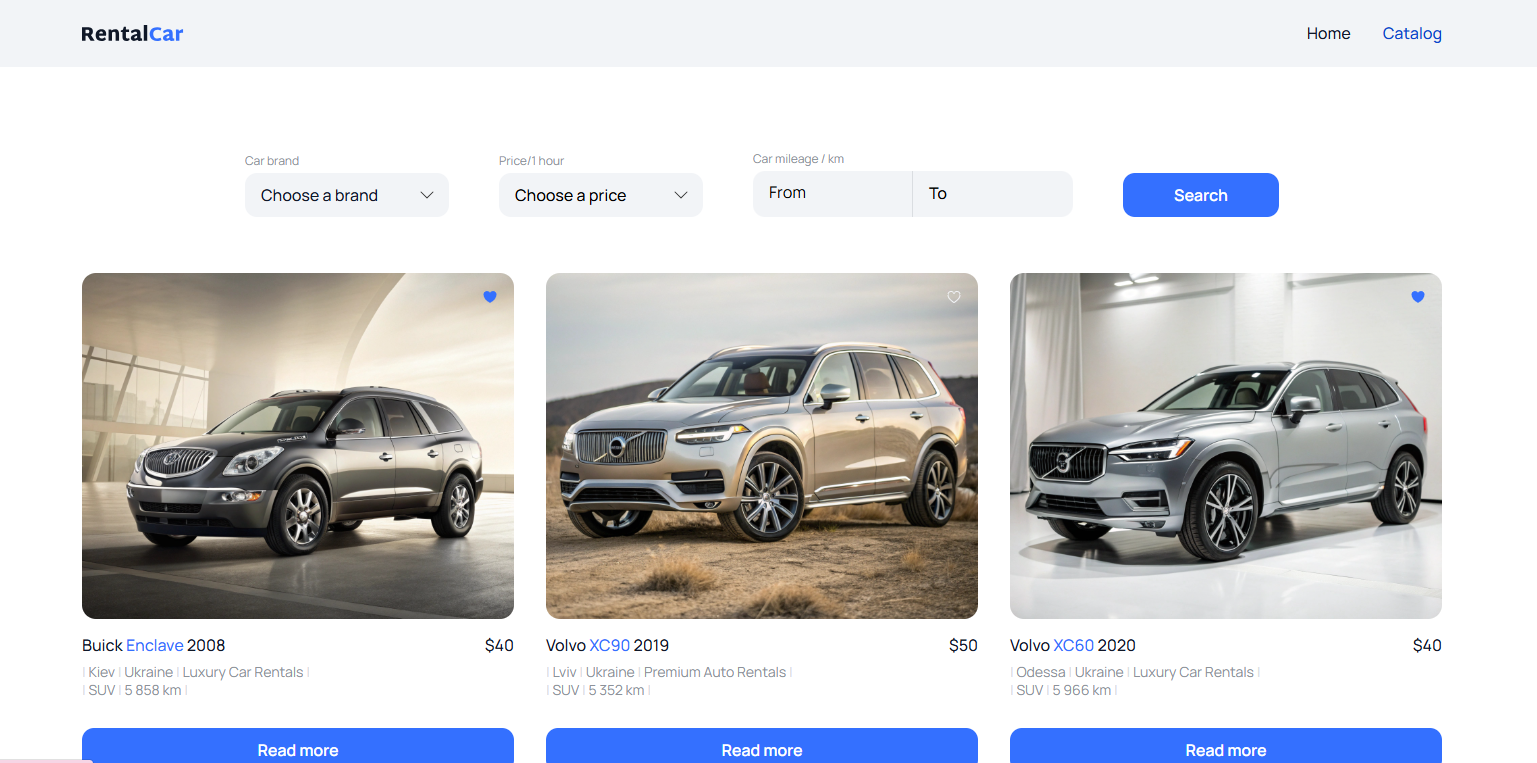 RentalCar
Home Catalog
Car brand
Price/1 hour
Car mileage / km
Choose a brand
Choose a price
From
To
Search
Buick Enclave 2008 $40
| Kiev | Ukraine | Luxury Car Rentals |
| SUV | 5 858 km |
Read more
Volvo XC90 2019 $50
| Lviv | Ukraine | Premium Auto Rentals |
| SUV | 5 352 km |
Read more
Volvo XC60 2020 $40
| Odessa | Ukraine | Luxury Car Rentals |
| SUV | 5 966 km |
Read more